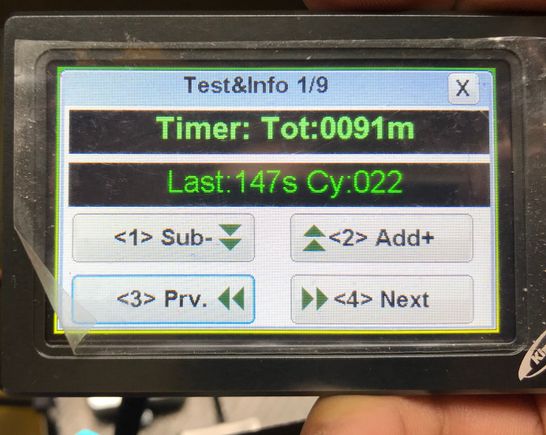 Test&Info 1/9
X
Timer: Tot:0091m
Last:147s Cy:022
<1> Sub-
<2> Add+
<3> Prv.
<4> Next